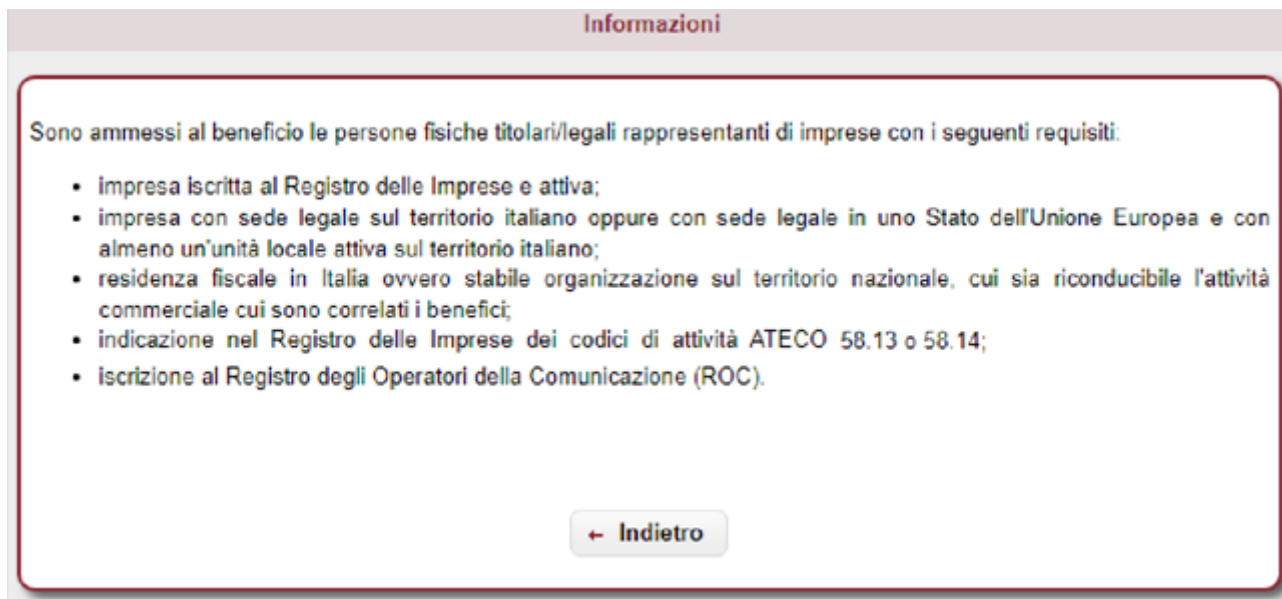 Informazioni
Sono ammessi al beneficio le persone fisiche titolari/legali rappresentanti di imprese con i seguenti requisiti:
• impresa iscritta al Registro delle Imprese e attiva;
• impresa con sede legale sul territorio italiano oppure con sede legale in uno Stato dell'Unione Europea e con
almeno un'unità locale attiva sul territorio italiano;
• residenza fiscale in Italia ovvero stabile organizzazione sul territorio nazionale, cui sia riconducibile l'attività
commerciale cui sono correlati i benefici;
• indicazione nel Registro delle Imprese dei codici di attività ATECO 58.13 o 58.14;
• iscrizione al Registro degli Operatori della Comunicazione (ROC).
← Indietro